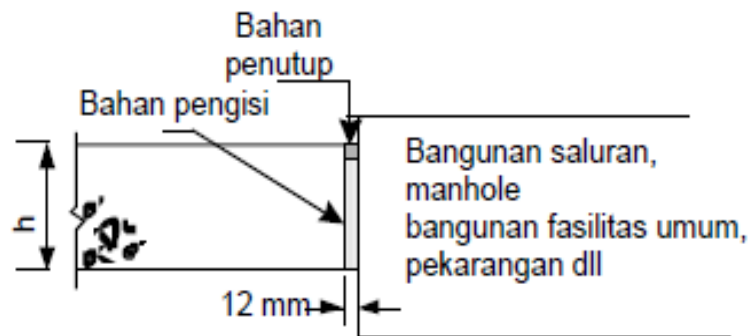 Bahan
penutup
Bahan pengisi
h
Bangunan saluran,
manhole
bangunan fasilitas umum,
pekarangan dll
12 mm